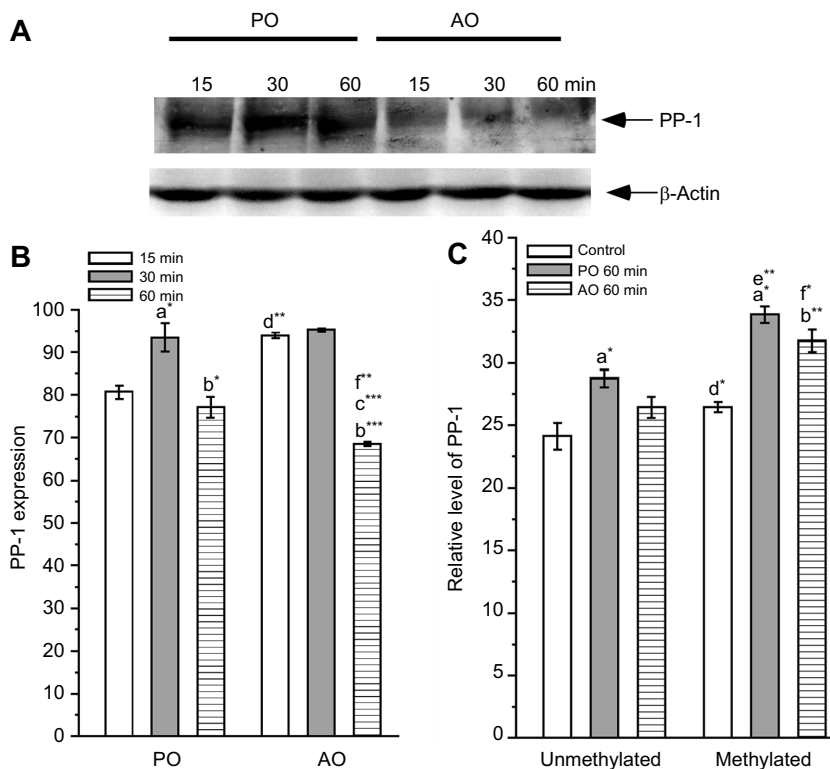 A
PO AO
15 30 60 15 30 60 min
PP-1
β-Actin
B
15 min
30 min
60 min
PP-1 expression
100
90
80
70
60
50
40
30
20
10
0
a*
b*
d**
f**
c***
b***
PO AO
C
Control
PO 60 min
AO 60 min
Relative level of PP-1
40
35
30
25
20
15
10
5
0
a*
d*
e**
a*
f*
b**
Unmethylated Methylated